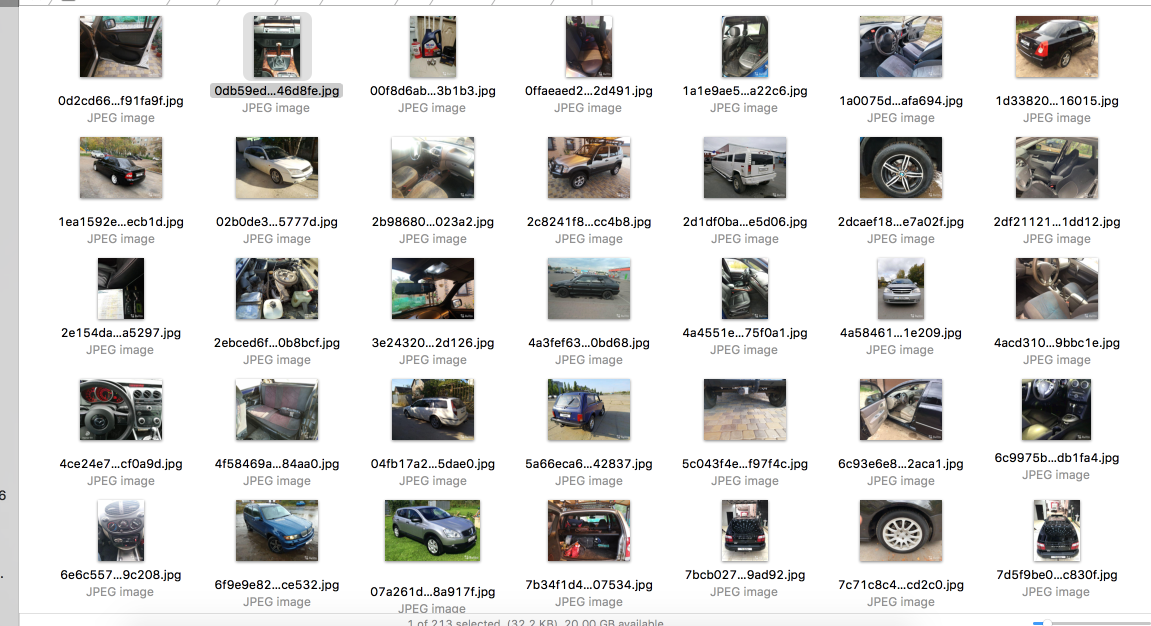 0d2cd66...f91fa9f.jpg
JPEG image
0db59ed...46d8fe.jpg
JPEG image
00f8d6ab...3b1b3.jpg
JPEG image
0ffaeaed2...2d491.jpg
JPEG image
1a1e9ae5...a22c6.jpg
JPEG image
1a0075d...afa694.jpg
JPEG image
1d33820...16015.jpg
JPEG image
1ea1592e...ecb1d.jpg
JPEG image
02b0de3...5777d.jpg
JPEG image
2b98680...023a2.jpg
JPEG image
2c8241f8...cc4b8.jpg
JPEG image
2d1df0ba...e5d06.jpg
JPEG image
2dcaef18...e7a02f.jpg
JPEG image
2df21121...1dd12.jpg
JPEG image
2e154da...a5297.jpg
JPEG image
2ebced6f...0b8bcf.jpg
JPEG image
3e24320...2d126.jpg
JPEG image
4a3fef63...0bd68.jpg
JPEG image
4a4551e...75f0a1.jpg
JPEG image
4a58461...1e209.jpg
JPEG image
4acd310...9bbc1e.jpg
JPEG image
4ce24e7...cf0a9d.jpg
JPEG image
4f58469a...84aa0.jpg
JPEG image
04fb17a2...5dae0.jpg
JPEG image
5a66eca6...42837.jpg
JPEG image
5c043f4e...f97f4c.jpg
JPEG image
6c93e6e8...2aca1.jpg
JPEG image
6c9975b...db1fa4.jpg
JPEG image
6
6e6c557...9c208.jpg
JPEG image
6f9e9e82...ce532.jpg
JPEG image
07a261d...8a917f.jpg
JPEG image
7b34f1d4...07534.jpg
JPEG image
7bcb027...9ad92.jpg
JPEG image
7c71c8c4...cd2c0.jpg
JPEG image
7d5f9be0...c830f.jpg
JPEG image
1 of 213 selected, (32.2 KB), 20.00 GB available